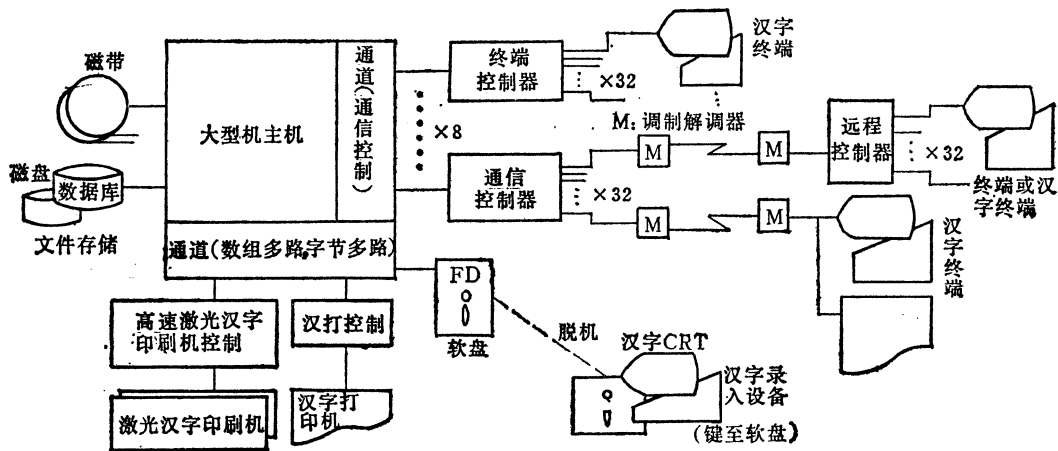 磁带
大型机主机
通道(通信控制)
磁盘
数据库
文件存储
通道(数组多路,字节多路)
终端
控制器
×32
汉字
终端
×8
M:调制解调器
通信
控制器
×32
M
M
M
M
远程
控制器
×32
终端或汉
字终端
汉字终端
高速激光汉字
印刷机控制
汉打控制
激光汉字印刷机
汉字打
印机
FD
软盘
脱机
汉字CRT
汉字录
入设备
(键至软盘)